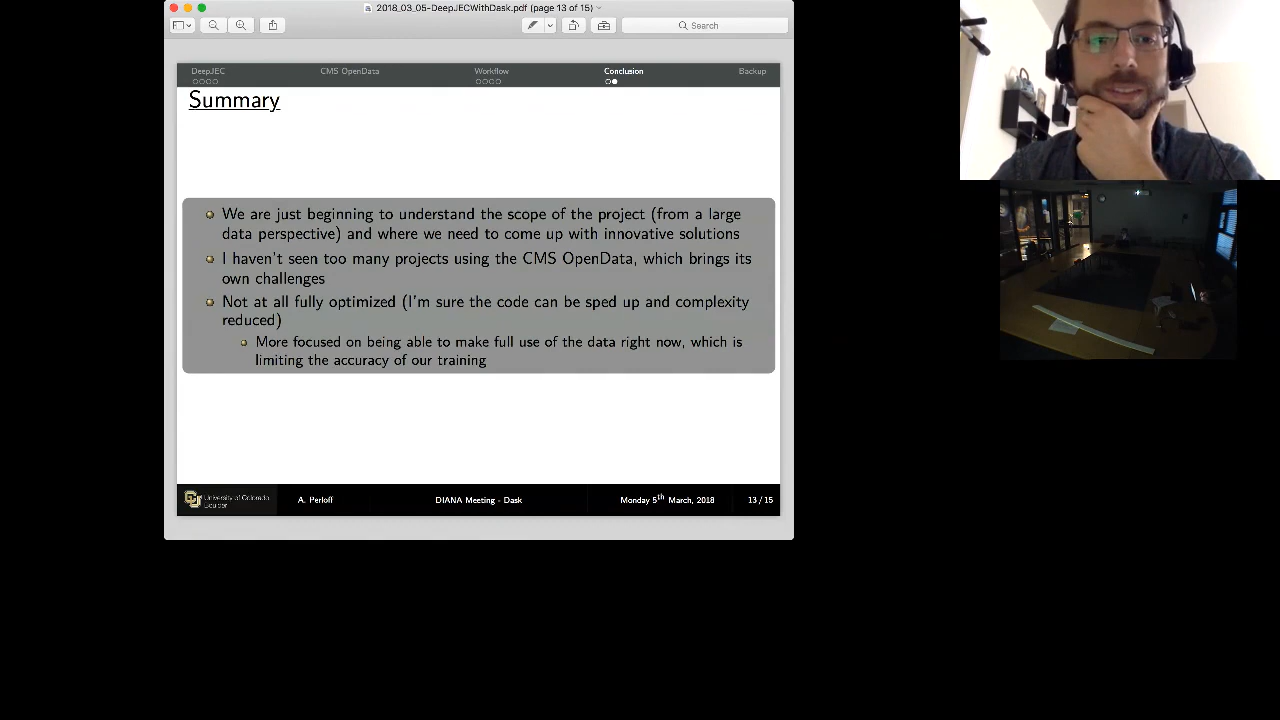 2018_03_05-DeepJECWithDask.pdf (page 13 of 15)
Search
DeepJEC
CMS OpenData
Workflow
Conclusion
Backup
Summary
We are just beginning to understand the scope of the project (from a large
data perspective) and where we need to come up with innovative solutions
I haven't seen too many projects using the CMS OpenData, which brings its
own challenges
Not at all fully optimized (I'm sure the code can be sped up and complexity
reduced)
More focused on being able to make full use of the data right now, which is
limiting the accuracy of our training
University of Colorado
Boulder
A. Perloff
DIANA Meeting - Dask
Monday 5th March, 2018
13 / 15